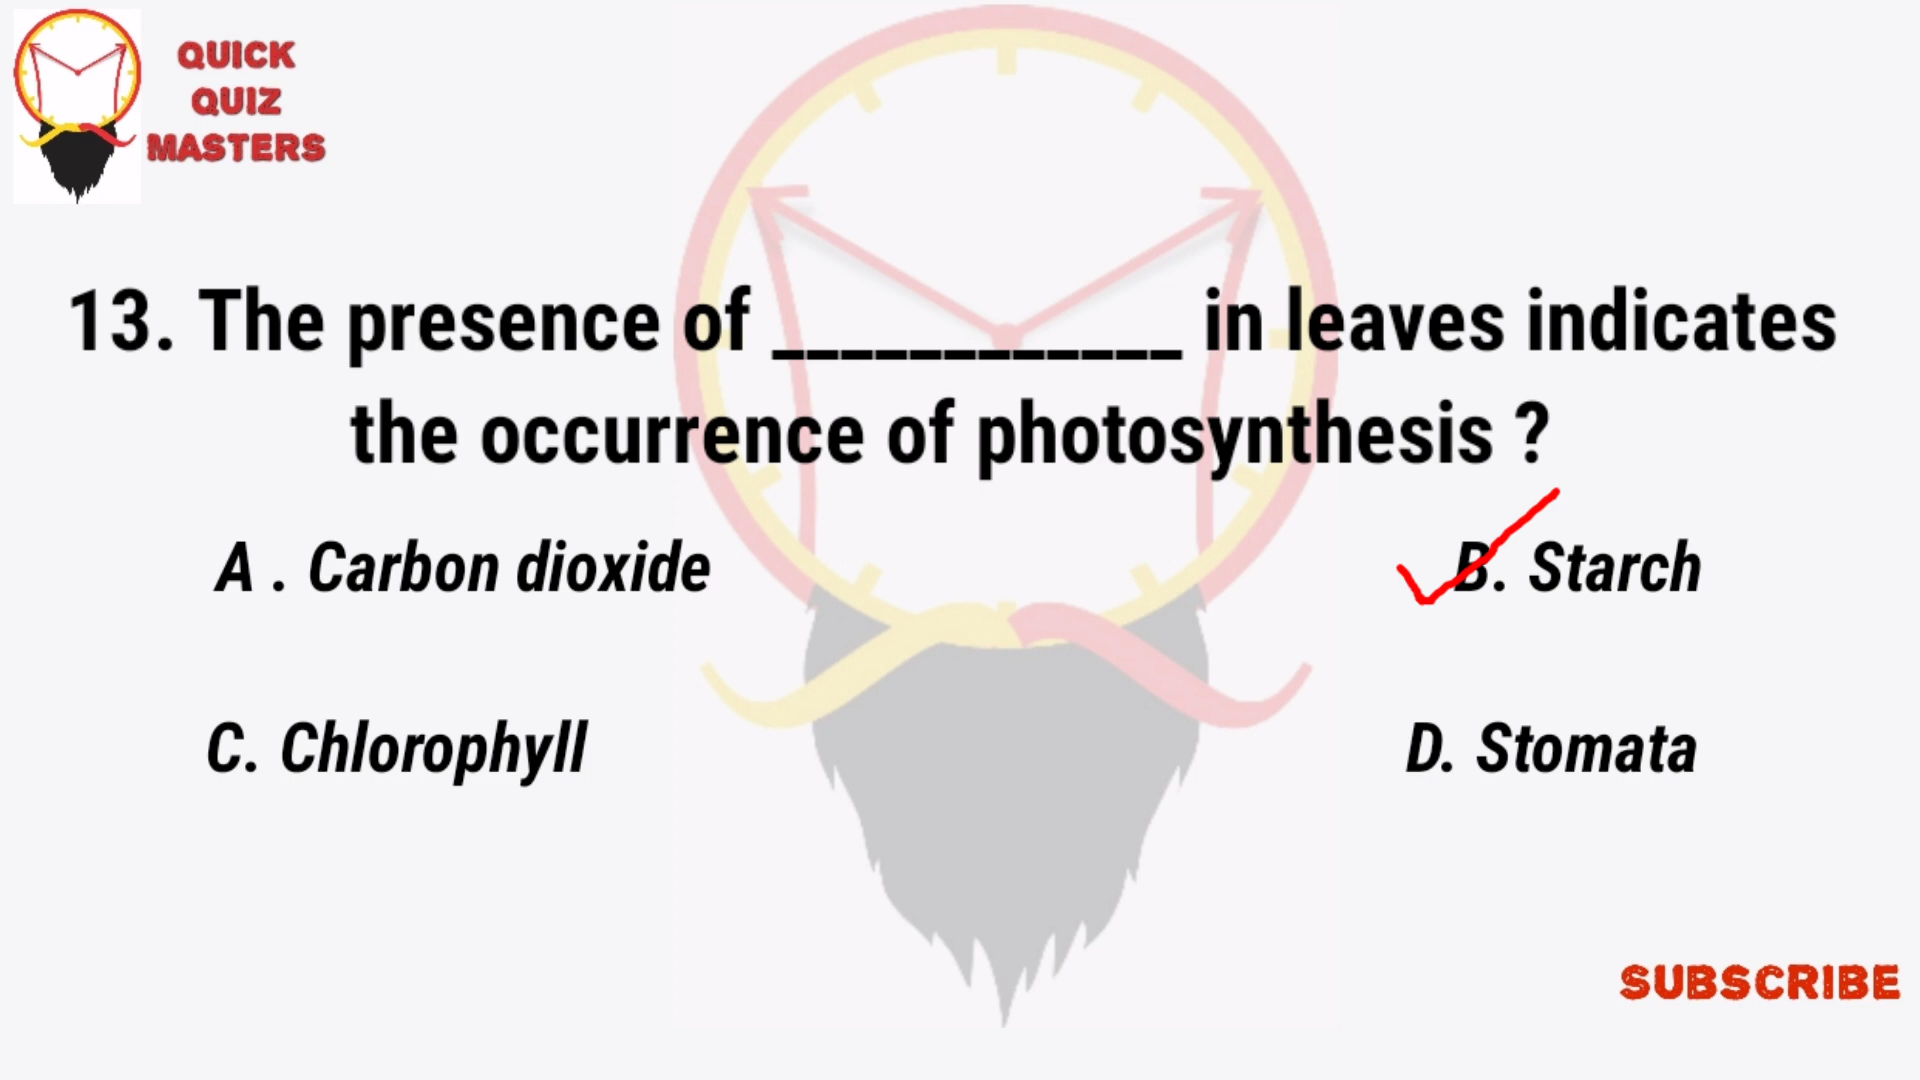 QUICK
QUIZ
MASTERS
13. The presence of ____________ in leaves indicates
the occurrence of photosynthesis ?
A . Carbon dioxide
B. Starch
C. Chlorophyll
D. Stomata
SUBSCRIBE